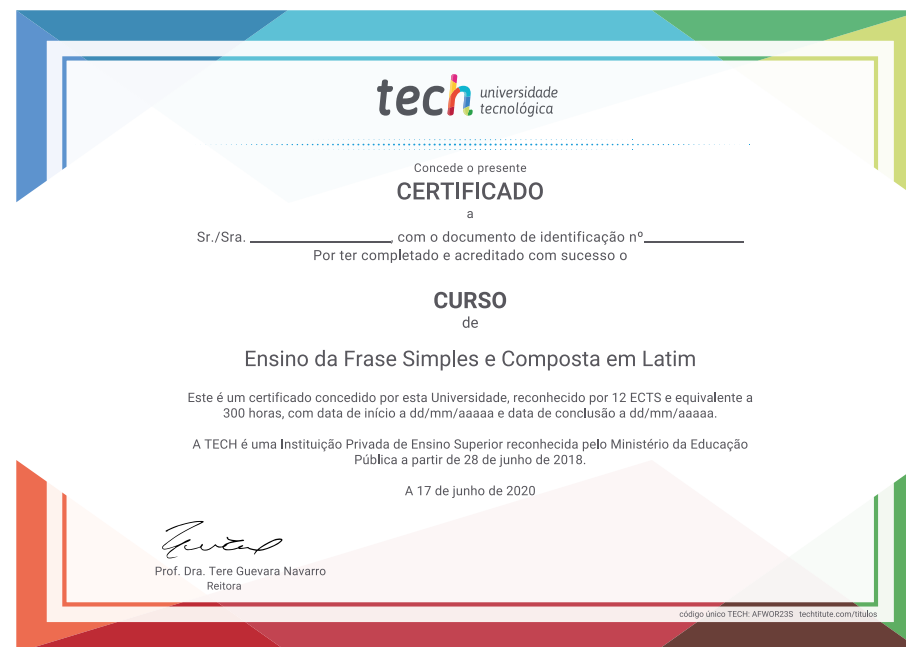 tech universidade
tecnológica
Concede o presente
CERTIFICADO
a
Sr./Sra. , com o documento de identificação nº
Por ter completado e acreditado com sucesso o
CURSO
de
Ensino da Frase Simples e Composta em Latim
Este é um certificado concedido por esta Universidade, reconhecido por 12 ECTS e equivalente a
300 horas, com data de início a dd/mm/aaaaa e data de conclusão a dd/mm/aaaaa.
A TECH é uma Instituição Privada de Ensino Superior reconhecida pelo Ministério da Educação
Pública a partir de 28 de junho de 2018.
A 17 de junho de 2020
Prof. Dra. Tere Guevara Navarro
Reitora
código único TECH: AFWOR23S techtitute.com/titulos